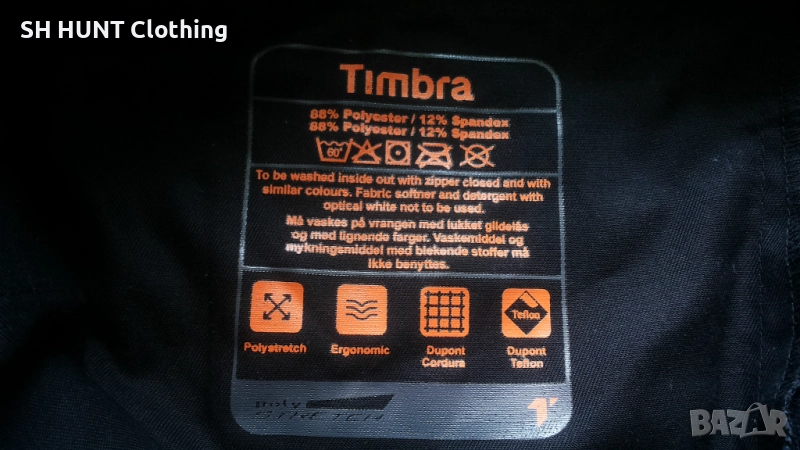 SH HUNT Clothing
Timbra
88% Polyester / 12% Spandex
88% Polyester / 12% Spandex
60°
To be washed inside out with zipper closed and with
similar colours. Fabric softner and detergent with
optical white not to be used.
Må vaskes på vrangen med lukket glidelås
og med lignende farger. Vaskemiddel og
mykningsmiddel med blekende stoffer må
ikke benyttes.
Teflon
Polystretch
Ergonomic
Dupont
Cordura
Dupont
Teflon
Poly
STRETCH
BAZAR